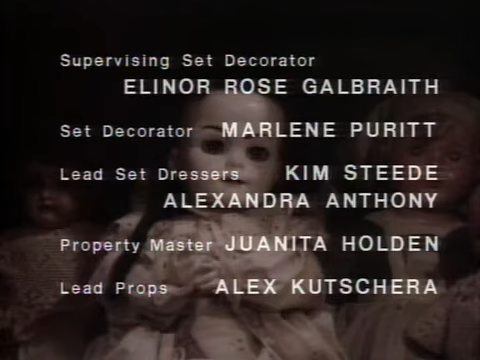 Supervising Set Decorator
ELINOR ROSE GALBRAITH
Set Decorator MARLENE PURITT
Lead Set Dressers KIM STEEDE
ALEXANDRA ANTHONY
Property Master JUANITA HOLDEN
Lead Props ALEX KUTSCHERA